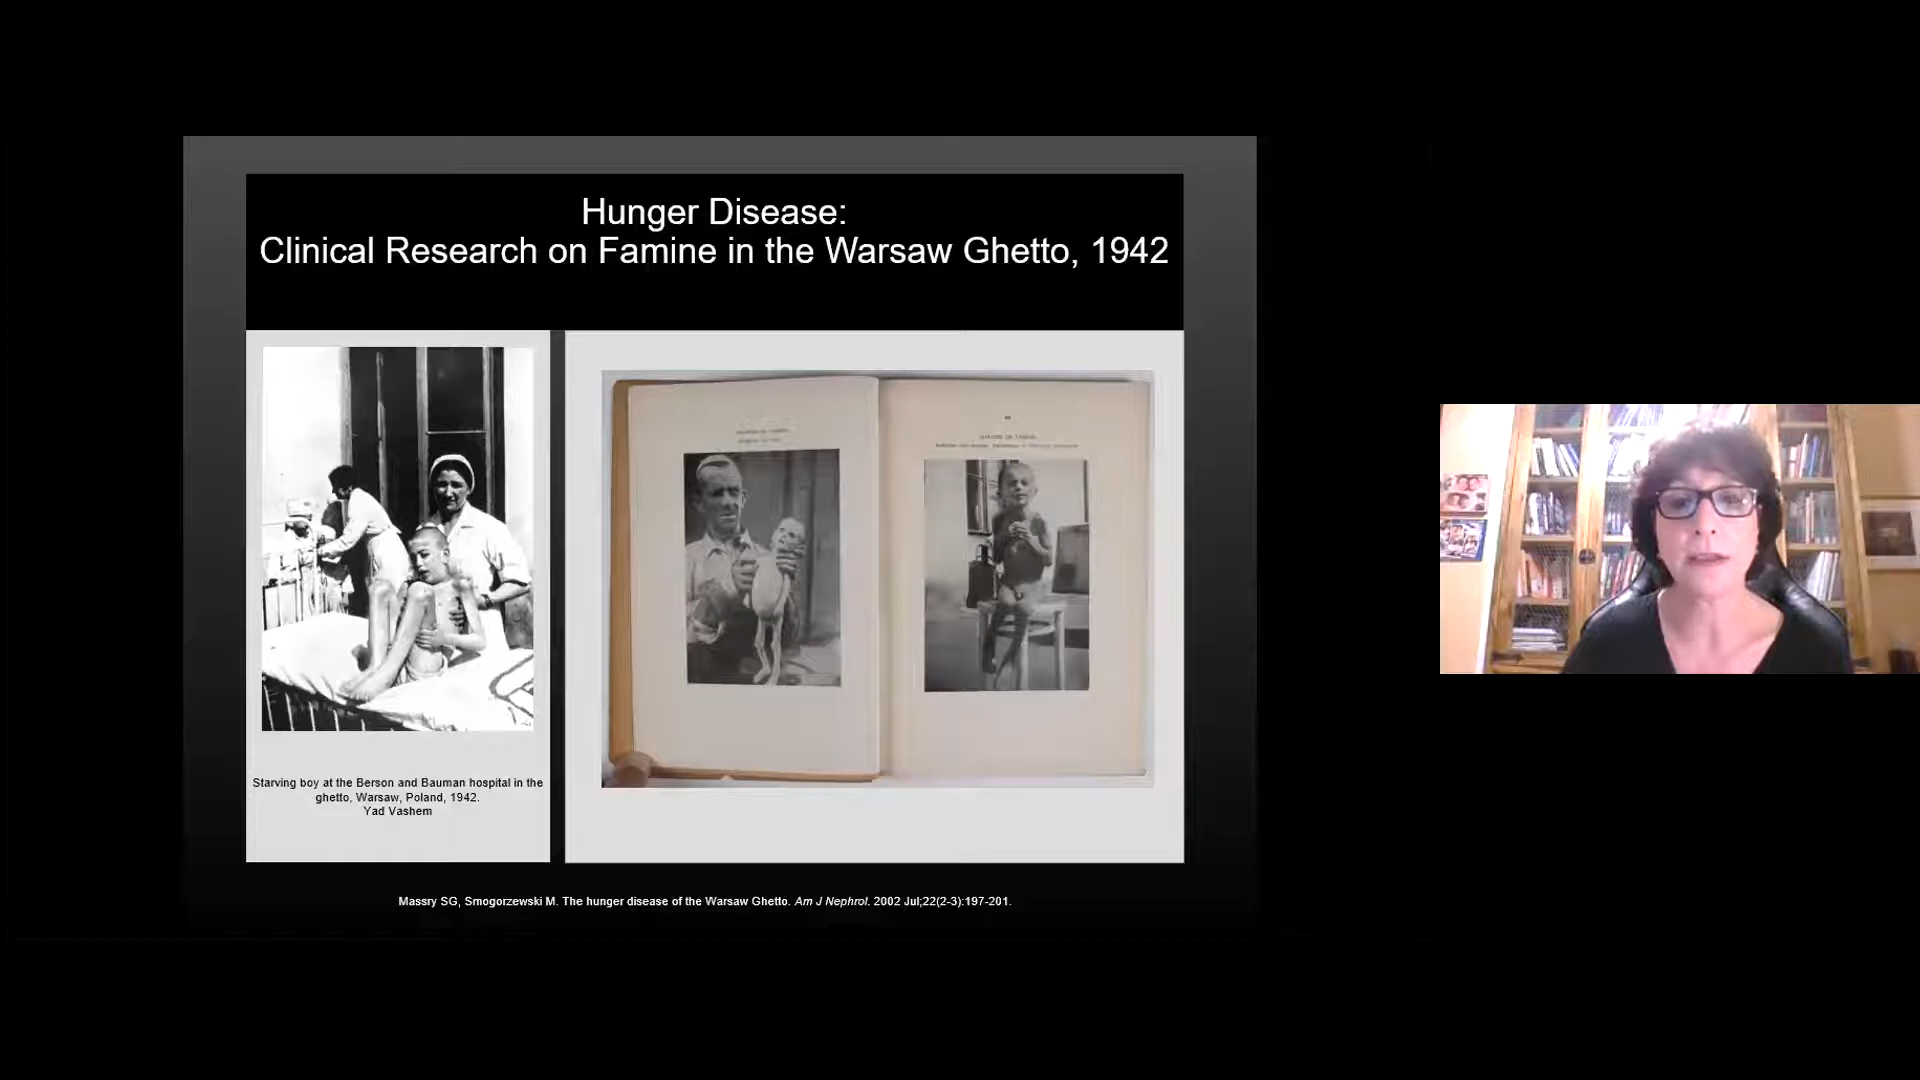 Hunger Disease:
Clinical Research on Famine in the Warsaw Ghetto, 1942
Starving boy at the Berson and Bauman hospital in the
ghetto, Warsaw, Poland, 1942.
Yad Vashem
Massry SG, Smogorzewski M. The hunger disease of the Warsaw Ghetto. Am J Nephrol. 2002 Jul;22(2-3):197-201.